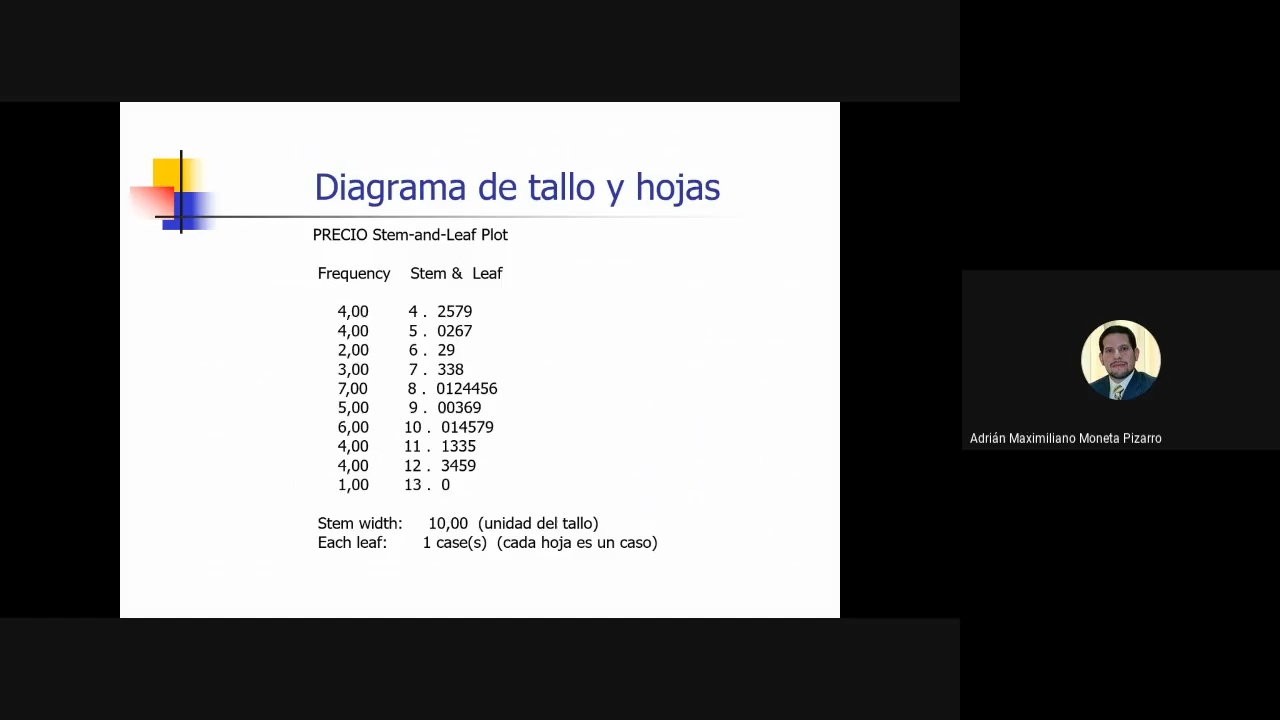 Diagrama de tallo y hojas
PRECIO Stem-and-Leaf Plot
Frequency Stem & Leaf
4,00 4 . 2579
4,00 5 . 0267
2,00 6 . 29
3,00 7 . 338
7,00 8 . 0124456
5,00 9 . 00369
6,00 10 . 014579
4,00 11 . 1335
4,00 12 . 3459
1,00 13 . 0
Stem width: 10,00 (unidad del tallo)
Each leaf: 1 case(s) (cada hoja es un caso)
Adrián Maximiliano Moneta Pizarro